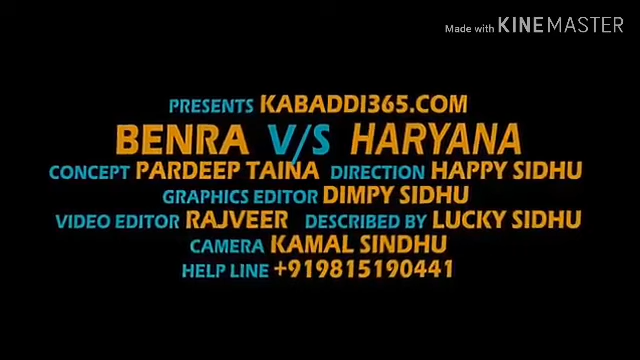 Made with KINEMASTER
PRESENTS KABADDI365.COM
BENRA V/S HARYANA
CONCEPT PARDEEP TAINA DIRECTION HAPPY SIDHU
GRAPHICS EDITOR DIMPY SIDHU
VIDEO EDITOR RAJVEER DESCRIBED BY LUCKY SIDHU
CAMERA KAMAL SINDHU
HELP LINE +919815190441